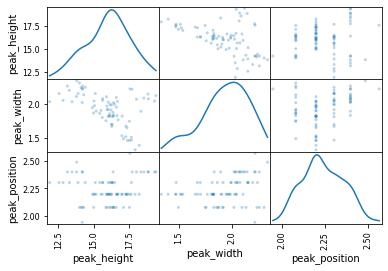 peak_height
17.5
15.0
12.5
peak_width
2.0
1.5
peak_position
2.50
2.25
2.00
12.5 15.0 17.5 1.5 2.0 2.00 2.25 2.50
peak_height peak_width peak_position